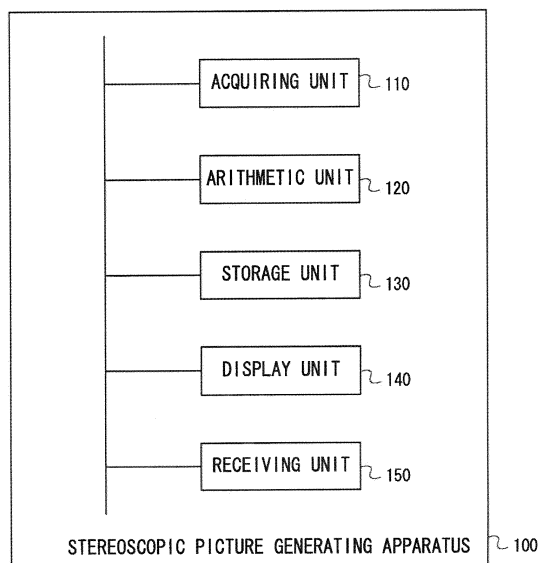 ACQUIRING UNIT 110
ARITHMETIC UNIT 120
STORAGE UNIT 130
DISPLAY UNIT 140
RECEIVING UNIT 150
STEREOSCOPIC PICTURE GENERATING APPARATUS 100